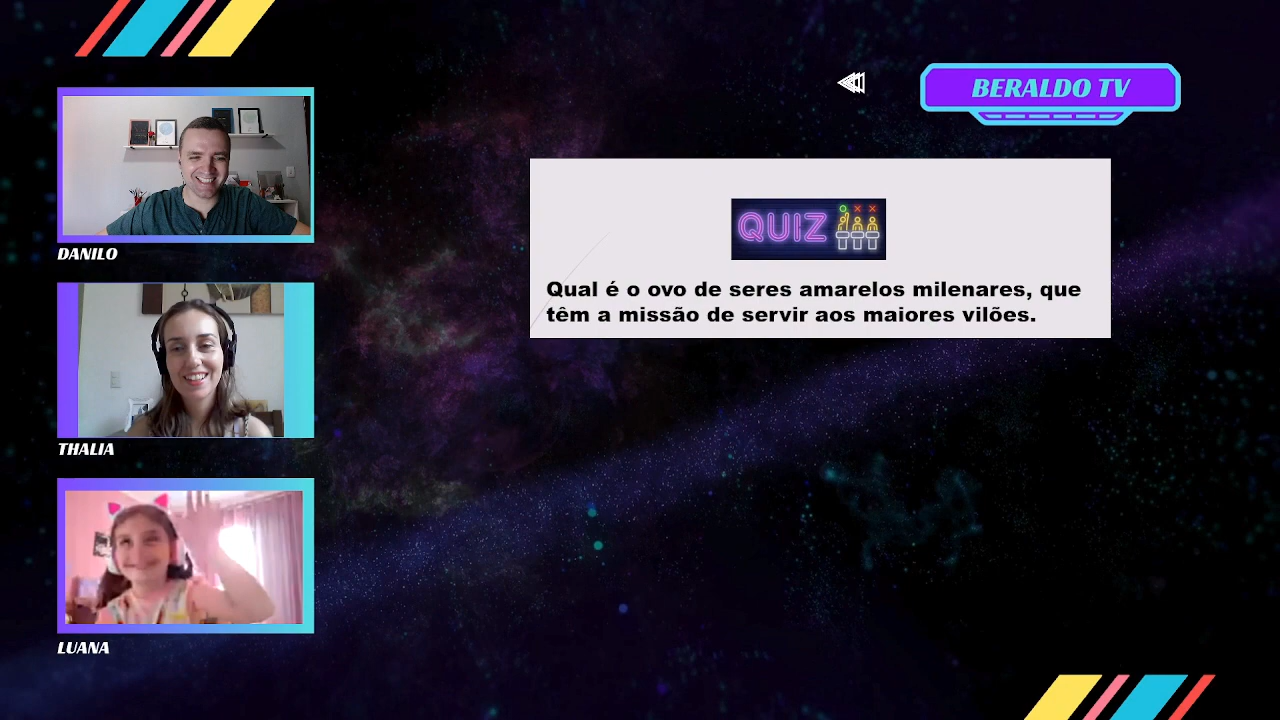 BERALDO TV
DANILO
THALIA
LUANA
QUIZ
Qual é o ovo de seres amarelos milenares, que
têm a missão de servir aos maiores vilões.